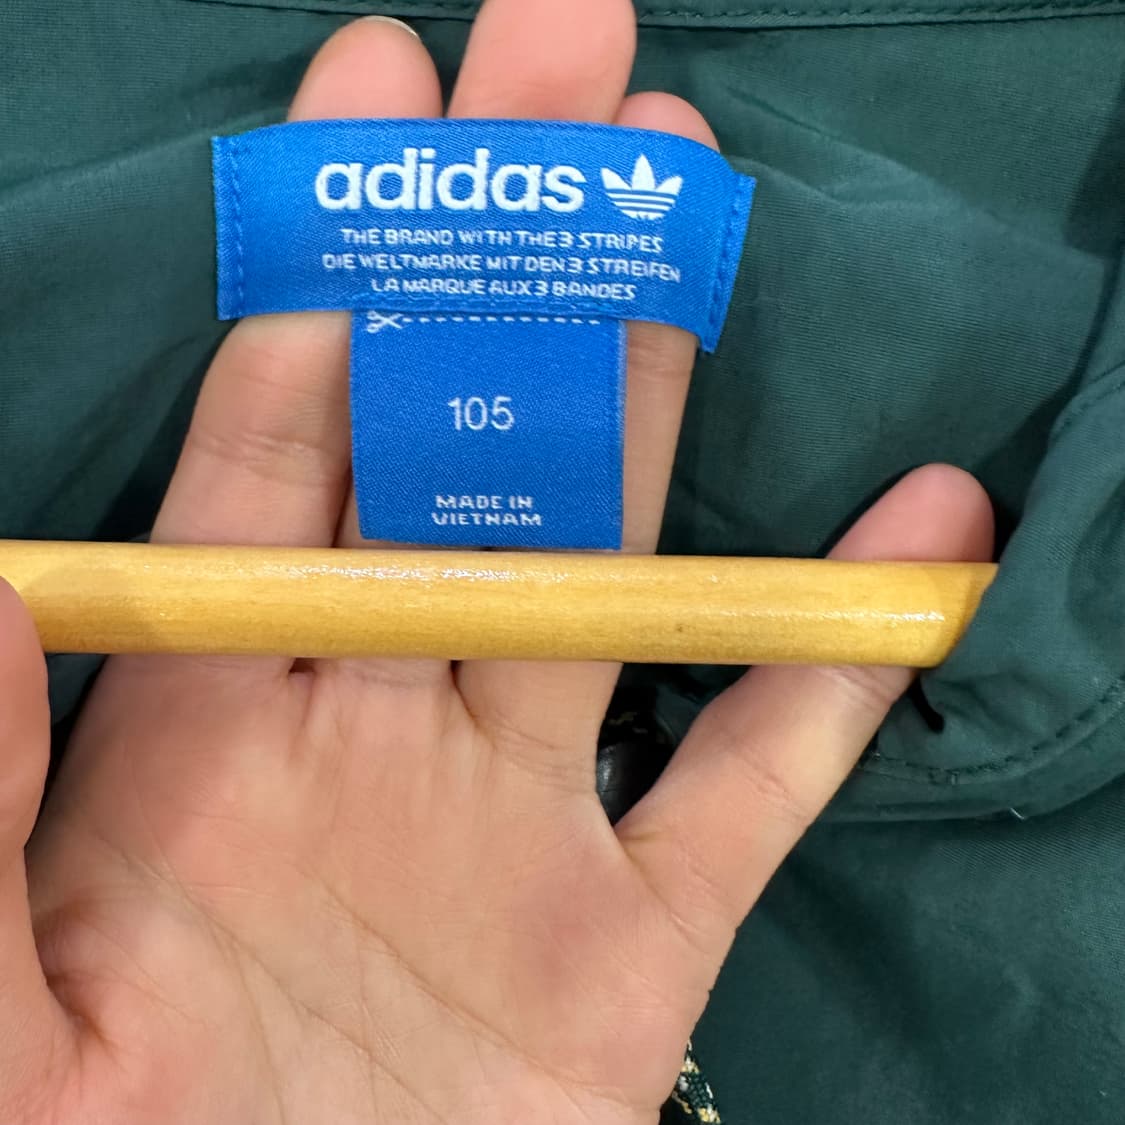 adidas
THE BRAND WITH THE 3 STRIPES
DIE WELTMARKE MIT DEN 3 STREIFEN
LA MARQUE AUX 3 BANDES
105
MADE IN
VIETNAM